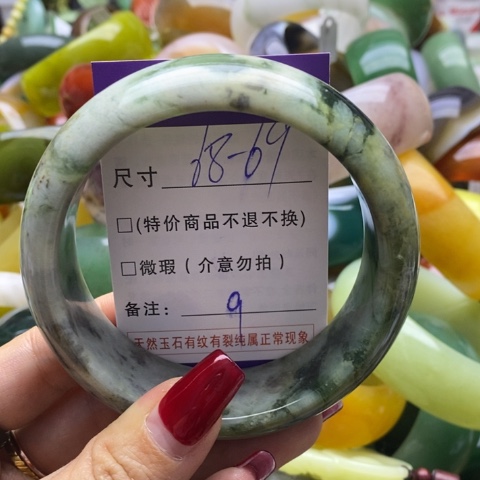 尺寸 68-69
□(特价商品不退不换)
□微瑕(介意勿拍)
备注: 9
天然玉石有纹有裂纯属正常现象